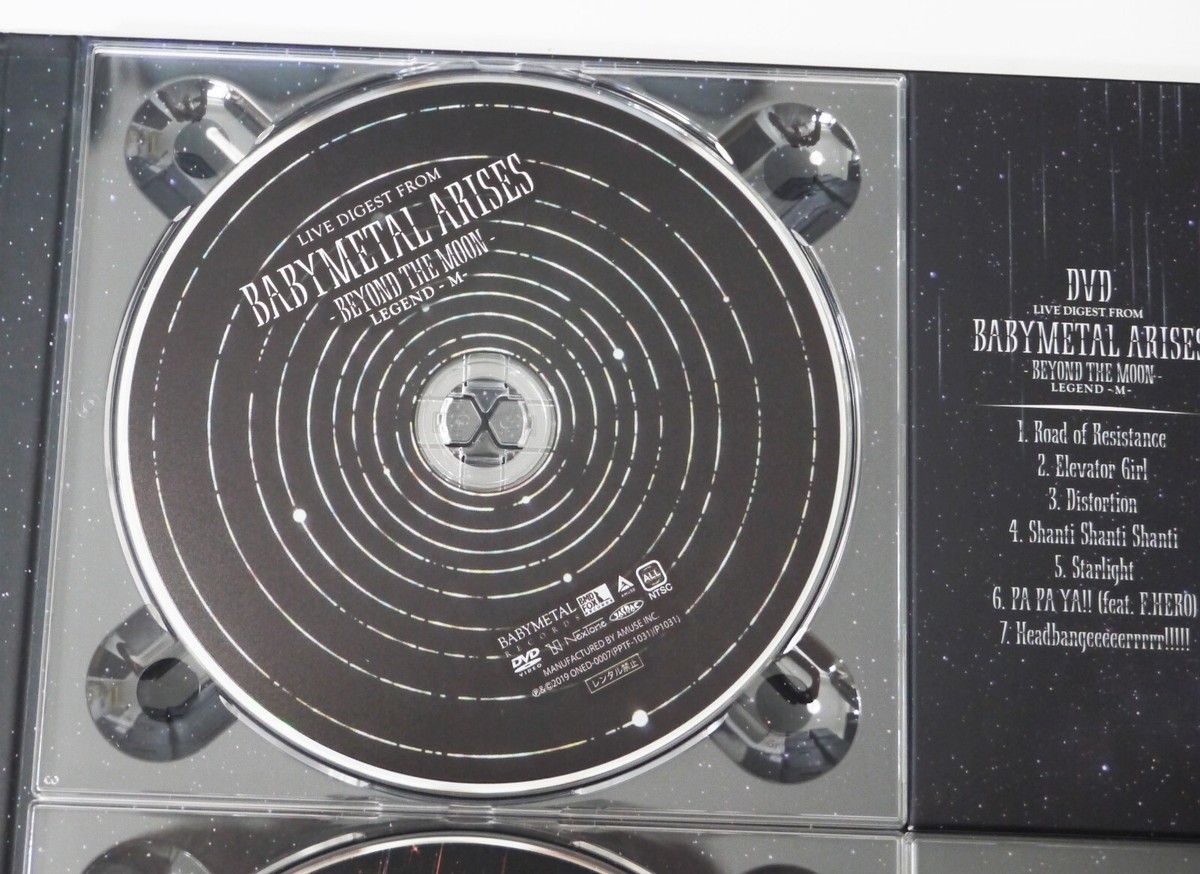 LIVE DIGEST FROM
BABYMETAL ARISES
- BEYOND THE MOON -
LEGEND - M -
BABYMETAL
RECORDS
DVD
VIDEO
NexTone
JASRAC
ALL
NTSC
MANUFACTURED BY AMUSE INC.
℗&©2019 ONED-0007(PPTF-1031)(P1031)
レンタル禁止
3
DVD
LIVE DIGEST FROM
BABYMETAL ARISES
- BEYOND THE MOON -
LEGEND - M -
1. Road of Resistance
2. Elevator Girl
3. Distortion
4. Shanti Shanti Shanti
5. Starlight
6. PA PA YA!! (feat. F.HERO)
7. Headbangeeeeerrrrr!!!!!